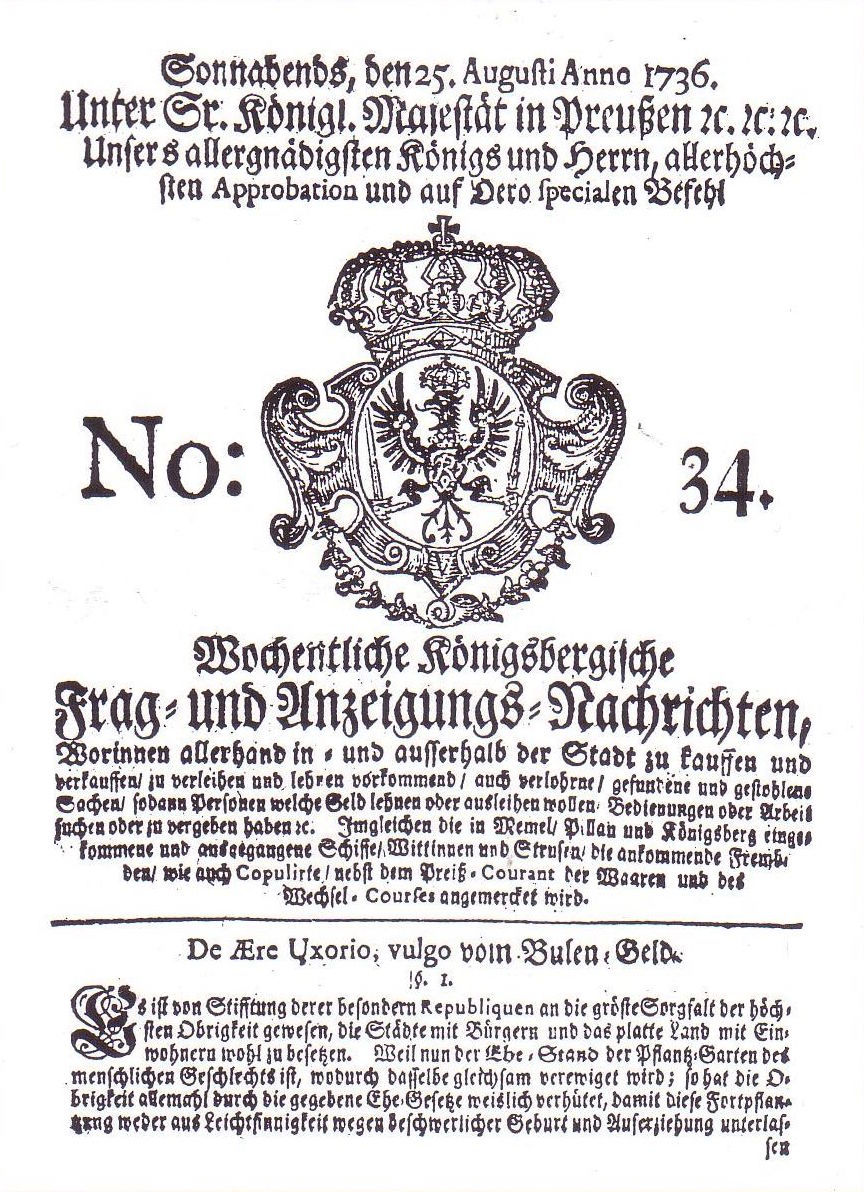 Sonnabends, den 25. Augusti Anno 1736.
Unter Sr. Königl. Majestät in Preußen ꝛc. ꝛc: ꝛc.
Unsers allergnädigsten Königs und Herrn, allerhöch-
sten Approbation und auf Dero specialen Befehl
No: 34.
Wochentliche Königsbergische
Frag- und Anzeigungs-Nachrichten,
Worinnen allerhand in- und ausserhalb der Stadt zu kauffen und
verkauffen/ zu verleihen und lehnen vorkommend/ auch verlohrne/ gefundene und gestohlene
Sachen/ sodann Personen welche Geld lehnen oder ausleihen wollen/ Bedienungen oder Arbeit
suchen oder zu vergeben haben ꝛc. Imgleichen die in Memel/ Pillau und Königsberg einge-
kommene und ausgegangene Schiffe/ Wittinnen und Strusen/ die ankommende Fremb-
den/ wie auch Copulirte/ nebst dem Preiß-Courant der Waaren und des
Wechsel-Courses angemercket wird.
De Ære Uxorio, vulgo vom Busen-Geld.
§. 1.
Es ist von Stifftung derer besondern Republiquen an die gröste Sorgfalt der höch-
sten Obrigkeit gewesen, die Städte mit Bürgern und das platte Land mit Ein-
wohnern wohl zu besetzen. Weil nun der Ehe-Stand der Pflantz-Garten des
menschlichen Geschlechts ist, wodurch dasselbe gleichsam verewiget wird; so hat die O-
brigkeit allemahl durch die gegebene Ehe-Gesetze weislich verhütet, damit diese Fortpflan-
tzung weder aus Leichtsinnigkeit wegen beschwerlicher Geburt und Auferziehung unterlas-
sen